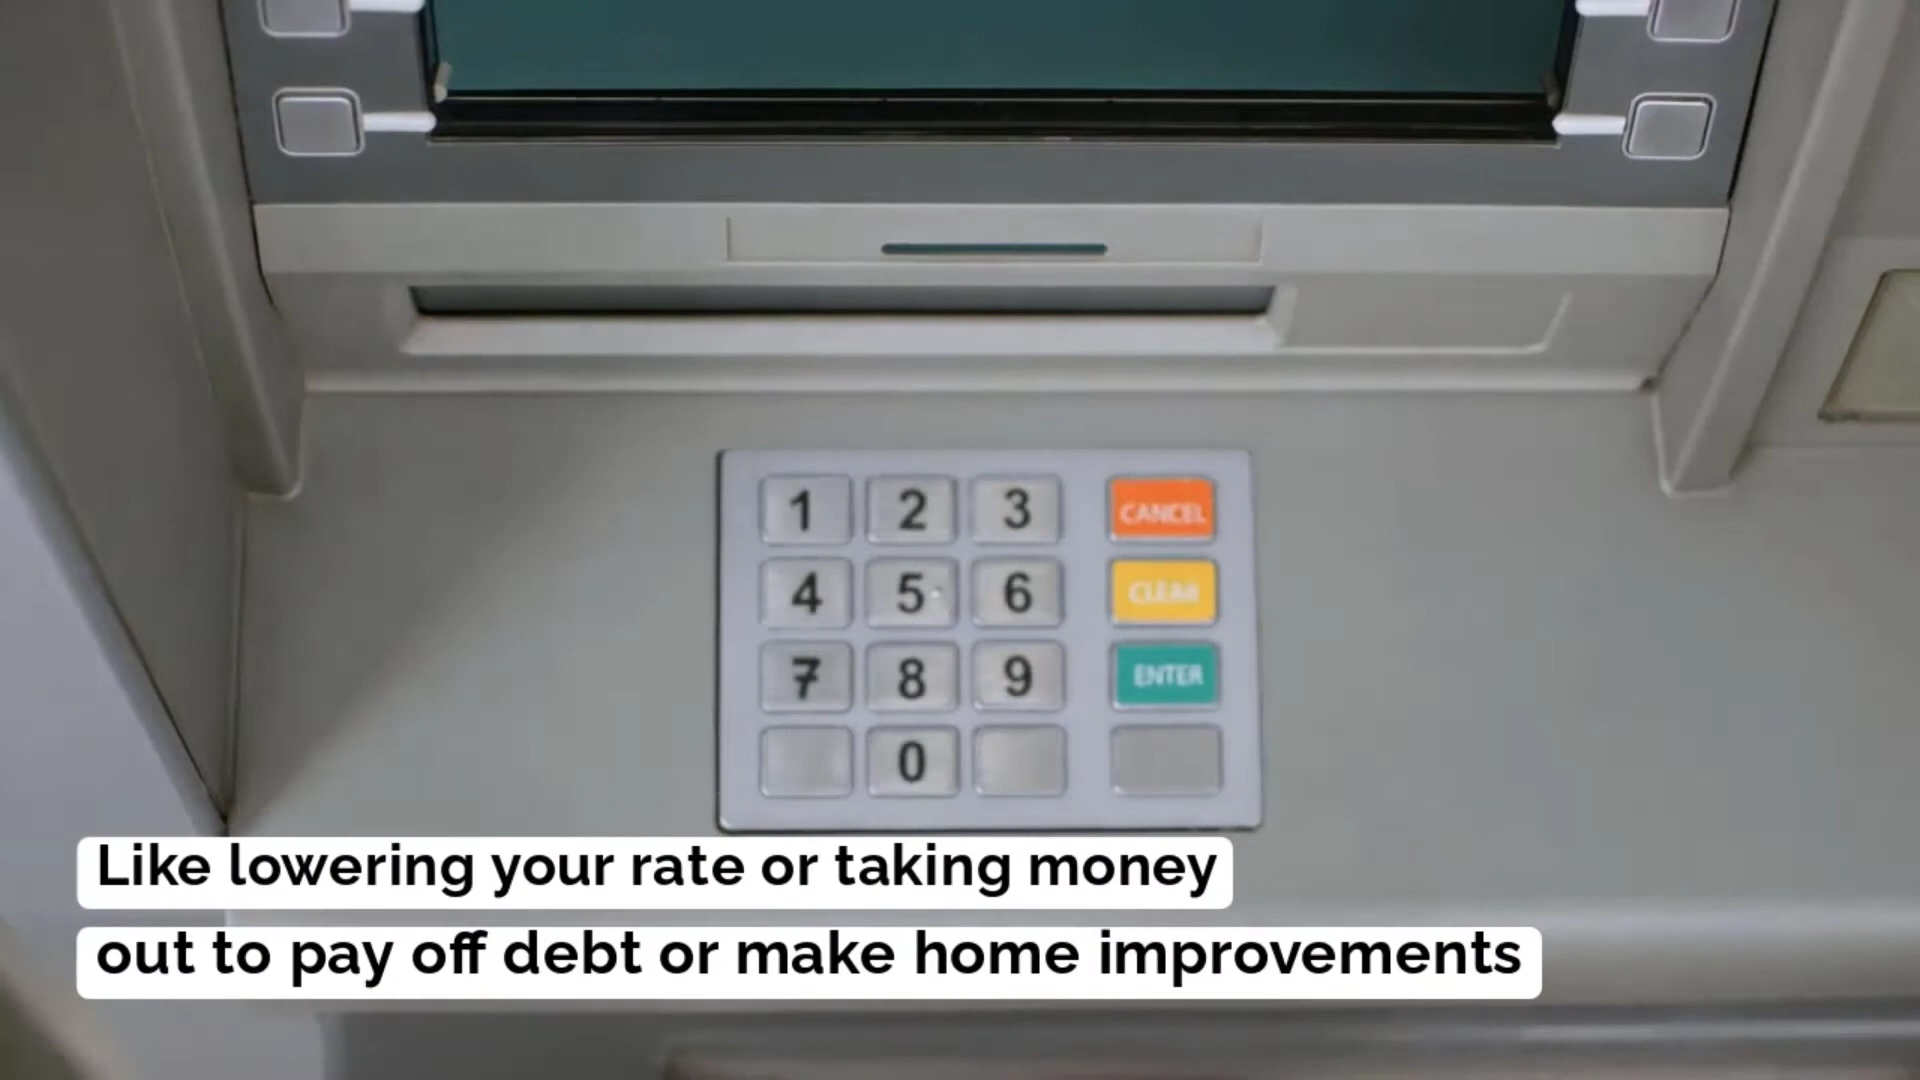 1 2 3 CANCEL
4 5 6 CLEAR
7 8 9 ENTER
0
Like lowering your rate or taking money
out to pay off debt or make home improvements